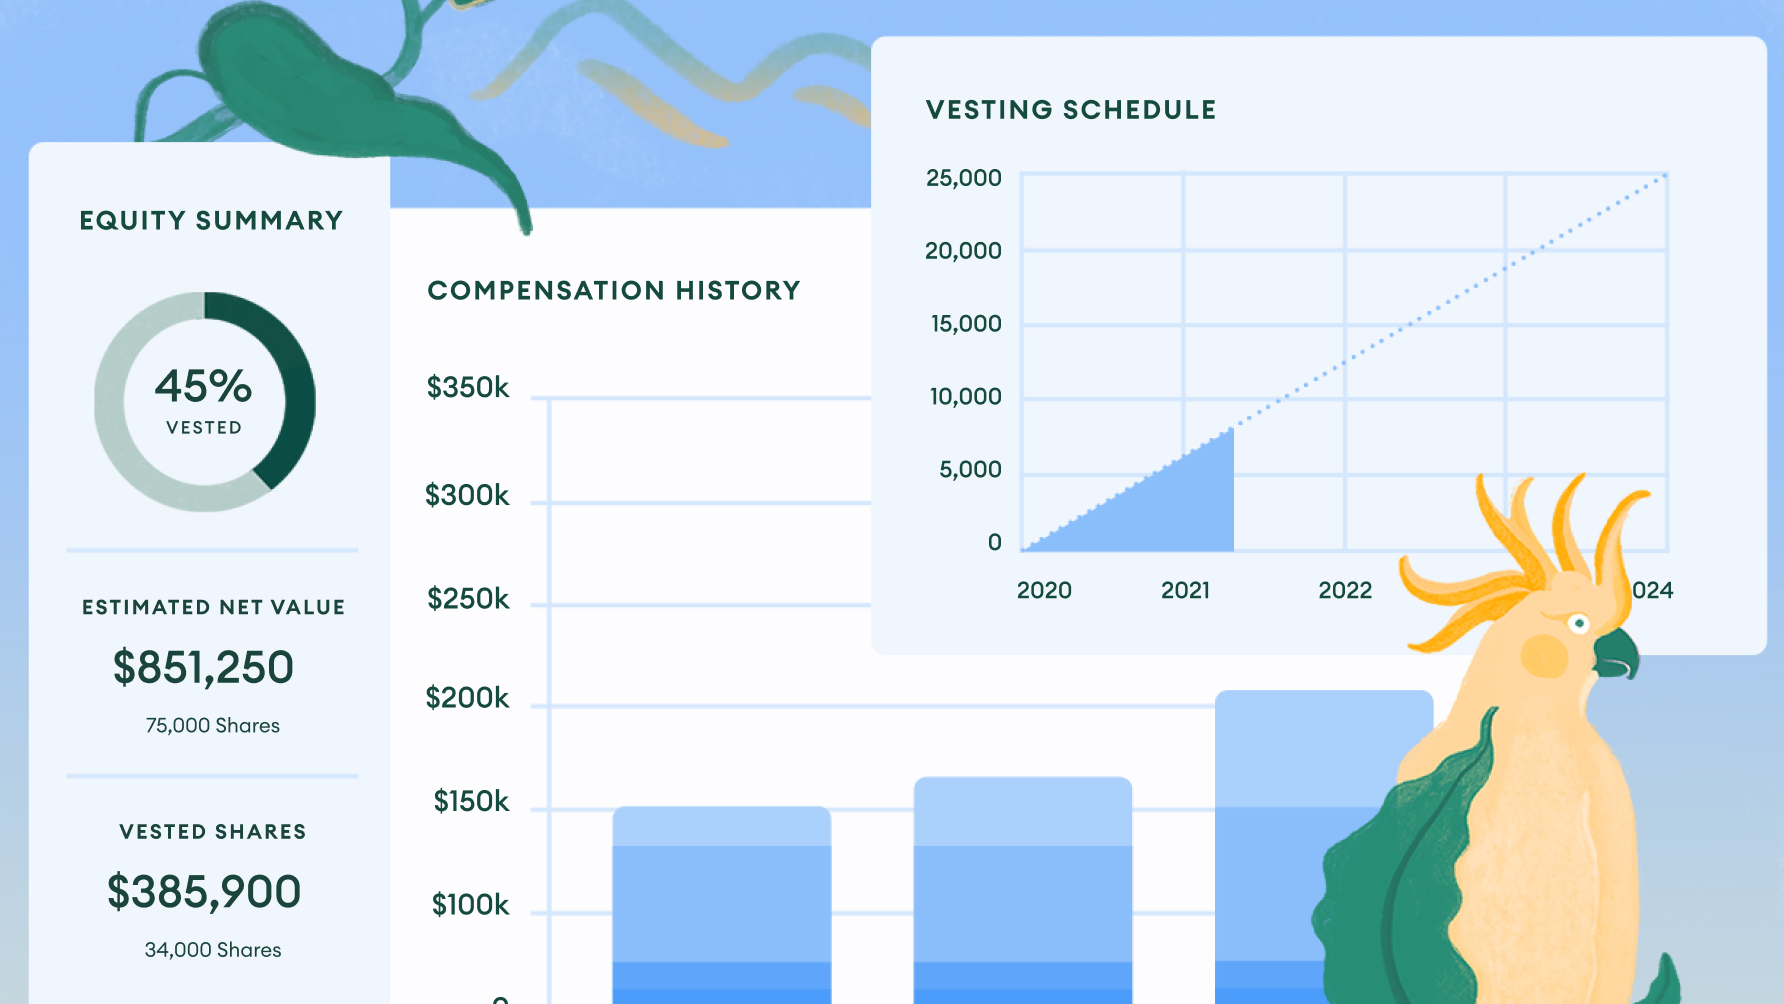 EQUITY SUMMARY
45%
VESTED
ESTIMATED NET VALUE
$851,250
75,000 Shares
VESTED SHARES
$385,900
34,000 Shares
COMPENSATION HISTORY
$350k
$300k
$250k
$200k
$150k
$100k
VESTING SCHEDULE
25,000
20,000
15,000
10,000
5,000
0
2020
2021
2022
024